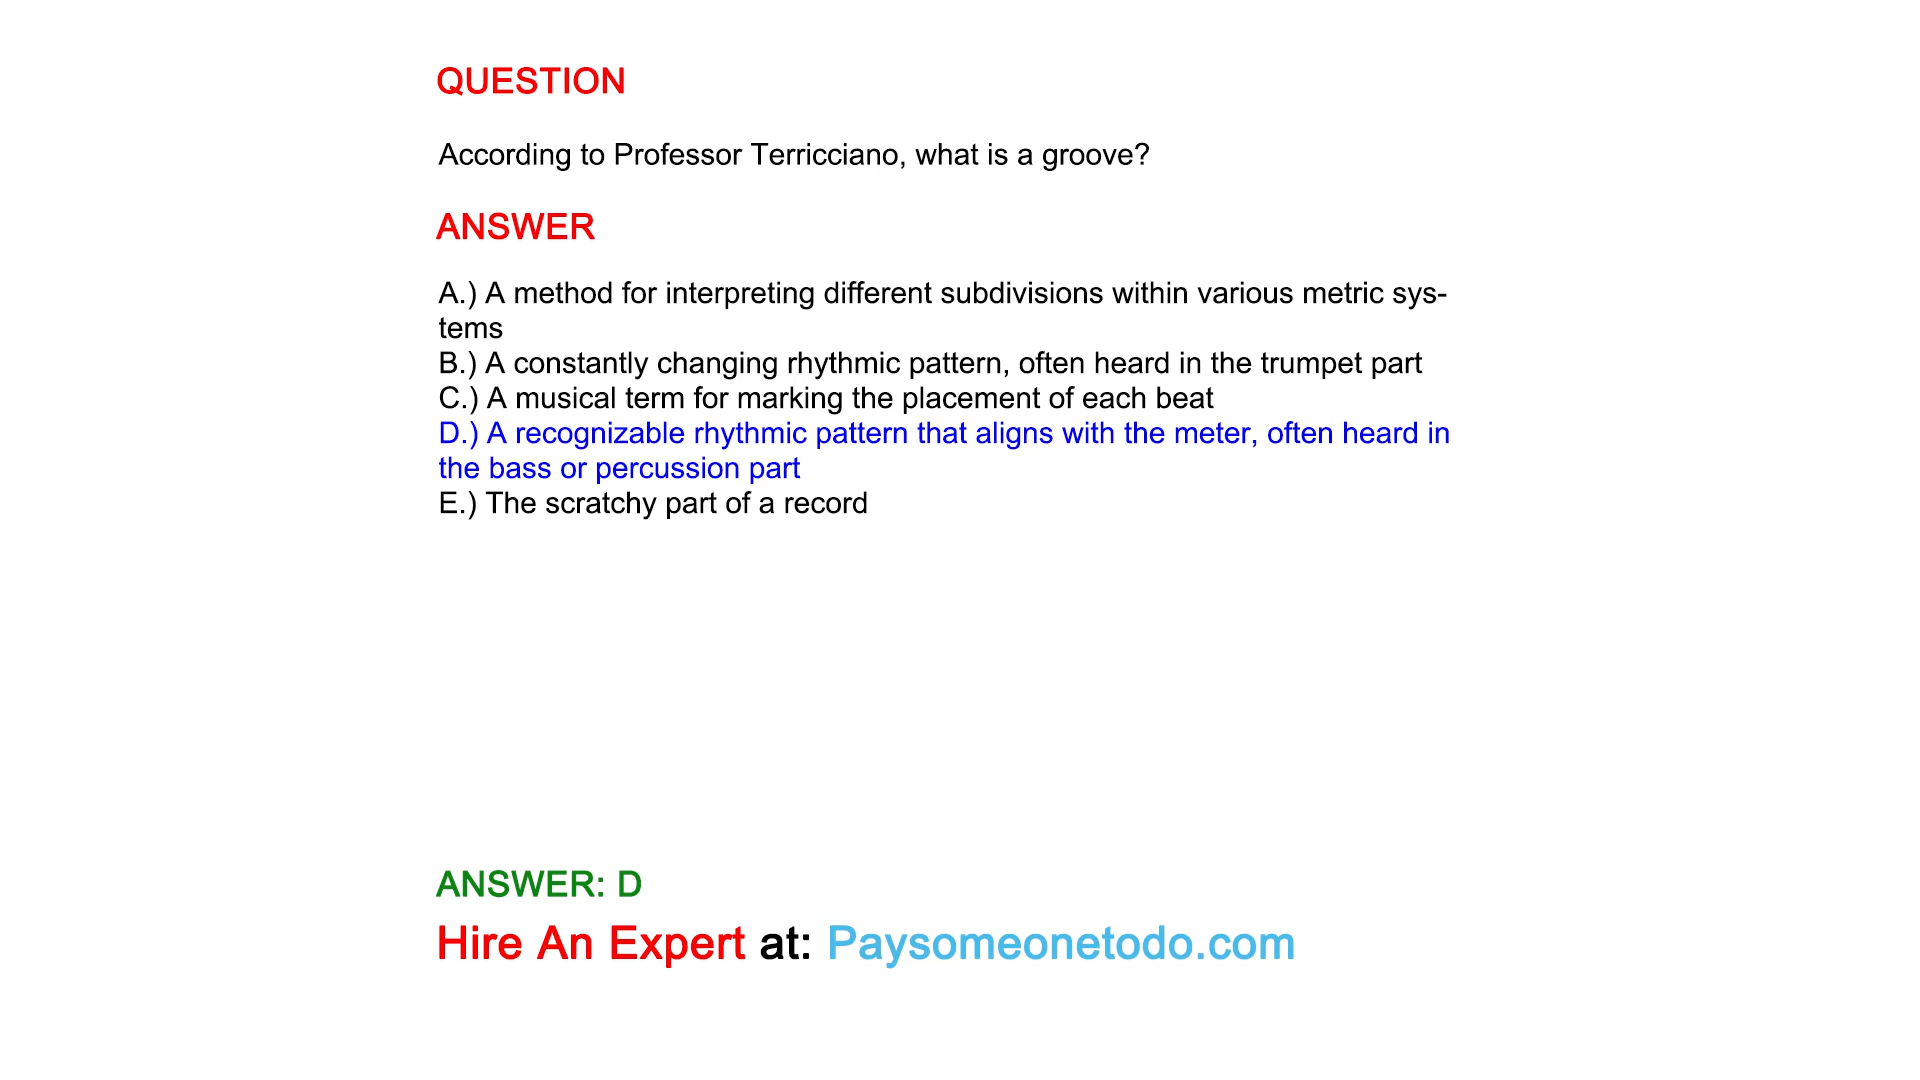 QUESTION
According to Professor Terricciano, what is a groove?
ANSWER
A.) A method for interpreting different subdivisions within various metric sys-
tems
B.) A constantly changing rhythmic pattern, often heard in the trumpet part
C.) A musical term for marking the placement of each beat
D.) A recognizable rhythmic pattern that aligns with the meter, often heard in
the bass or percussion part
E.) The scratchy part of a record
ANSWER: D
Hire An Expert at: Paysomeonetodo.com